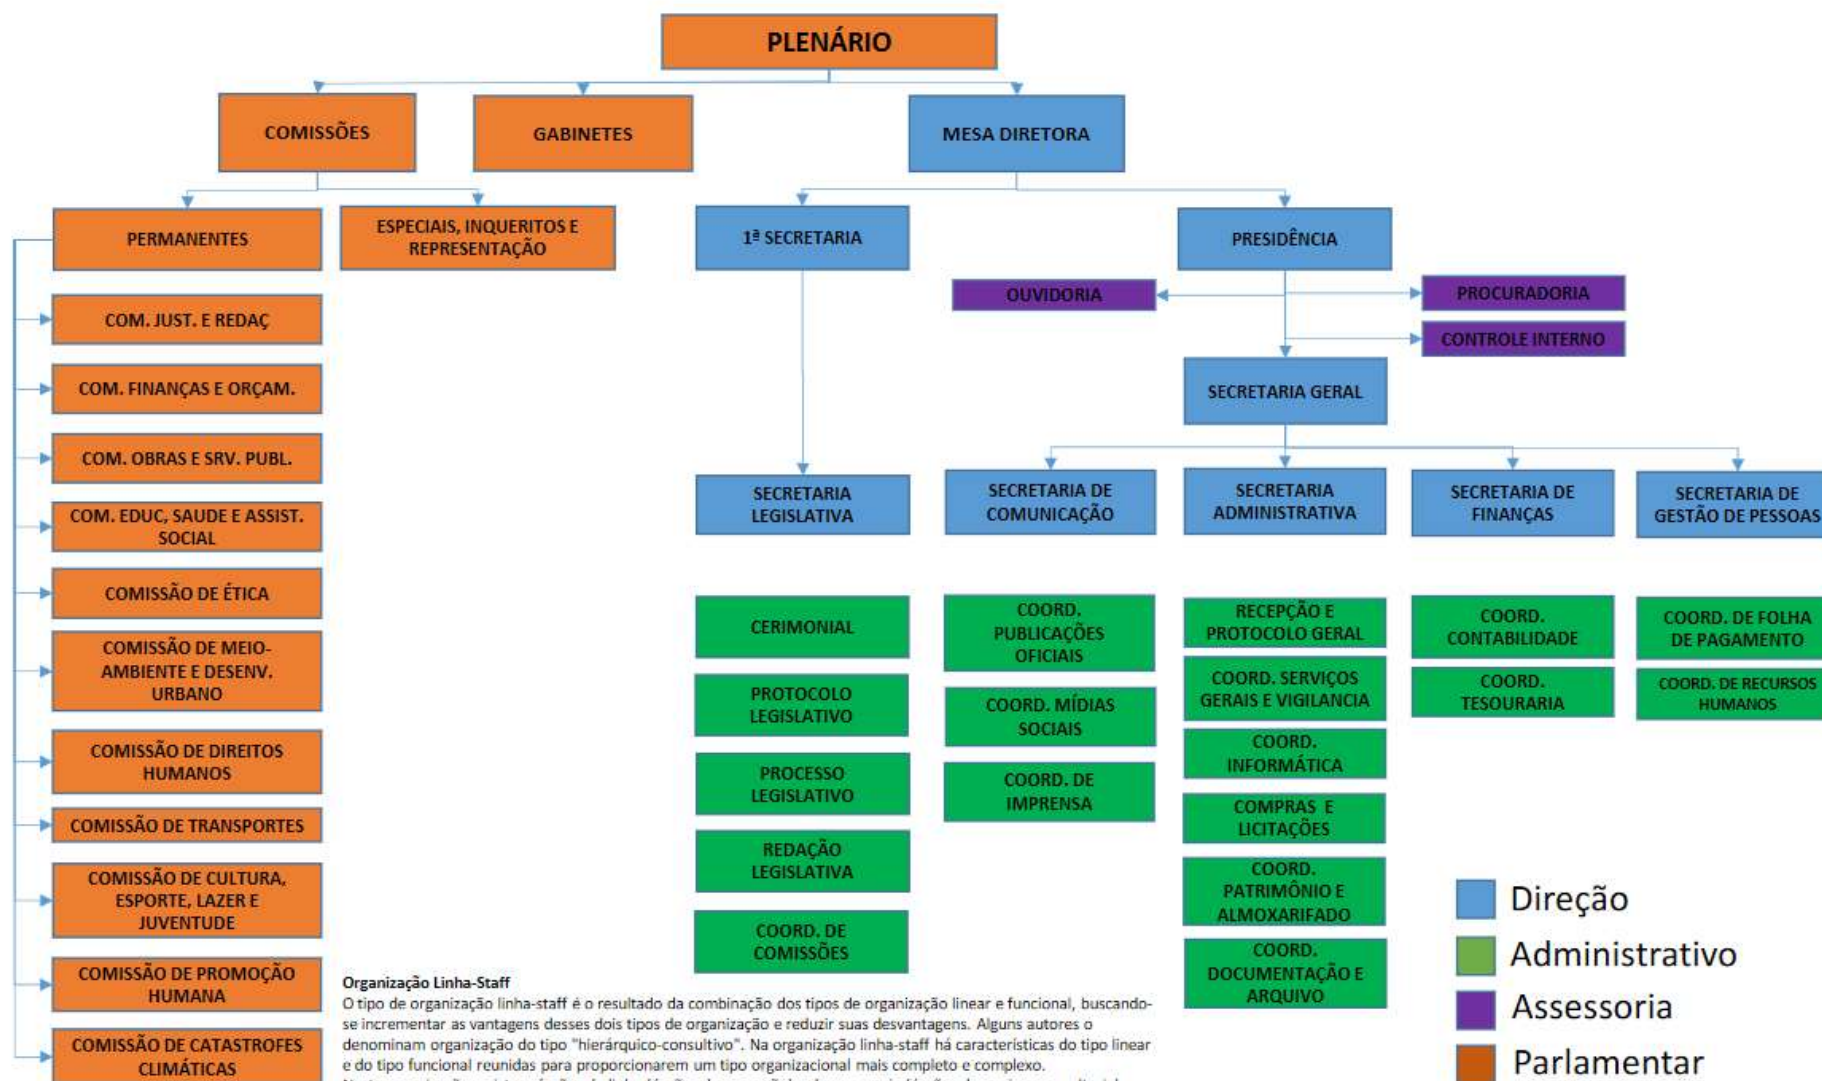 PLENÁRIO
COMISSÕES
GABINETES
MESA DIRETORA
PERMANENTES
ESPECIAIS, INQUERITOS E
REPRESENTAÇÃO
1ª SECRETARIA
PRESIDÊNCIA
OUVIDORIA
PROCURADORIA
CONTROLE INTERNO
SECRETARIA GERAL
COM. JUST. E REDAÇ
COM. FINANÇAS E ORÇAM.
COM. OBRAS E SRV. PUBL.
COM. EDUC, SAUDE E ASSIST.
SOCIAL
COMISSÃO DE ÉTICA
COMISSÃO DE MEIO-
AMBIENTE E DESENV.
URBANO
COMISSÃO DE DIREITOS
HUMANOS
COMISSÃO DE TRANSPORTES
COMISSÃO DE CULTURA,
ESPORTE, LAZER E
JUVENTUDE
COMISSÃO DE PROMOÇÃO
HUMANA
COMISSÃO DE CATASTROFES
CLIMÁTICAS
SECRETARIA
LEGISLATIVA
CERIMONIAL
PROTOCOLO
LEGISLATIVO
PROCESSO
LEGISLATIVO
REDAÇÃO
LEGISLATIVA
COORD. DE
COMISSÕES
SECRETARIA DE
COMUNICAÇÃO
COORD.
PUBLICAÇÕES
OFICIAIS
COORD. MÍDIAS
SOCIAIS
COORD. DE
IMPRENSA
SECRETARIA
ADMINISTRATIVA
RECEPÇÃO E
PROTOCOLO GERAL
COORD. SERVIÇOS
GERAIS E VIGILANCIA
COORD.
INFORMÁTICA
COMPRAS E
LICITAÇÕES
COORD.
PATRIMÔNIO E
ALMOXARIFADO
COORD.
DOCUMENTAÇÃO E
ARQUIVO
SECRETARIA DE
FINANÇAS
COORD.
CONTABILIDADE
COORD.
TESOURARIA
SECRETARIA DE
GESTÃO DE PESSOAS
COORD. DE FOLHA
DE PAGAMENTO
COORD. DE RECURSOS
HUMANOS
Organização Linha-Staff
O tipo de organização linha-staff é o resultado da combinação dos tipos de organização linear e funcional, buscando-
se incrementar as vantagens desses dois tipos de organização e reduzir suas desvantagens. Alguns autores o
denominam organização do tipo "hierárquico-consultivo". Na organização linha-staff há características do tipo linear
e do tipo funcional reunidas para proporcionarem um tipo organizacional mais completo e complexo.
Direção
Administrativo
Assessoria
Parlamentar